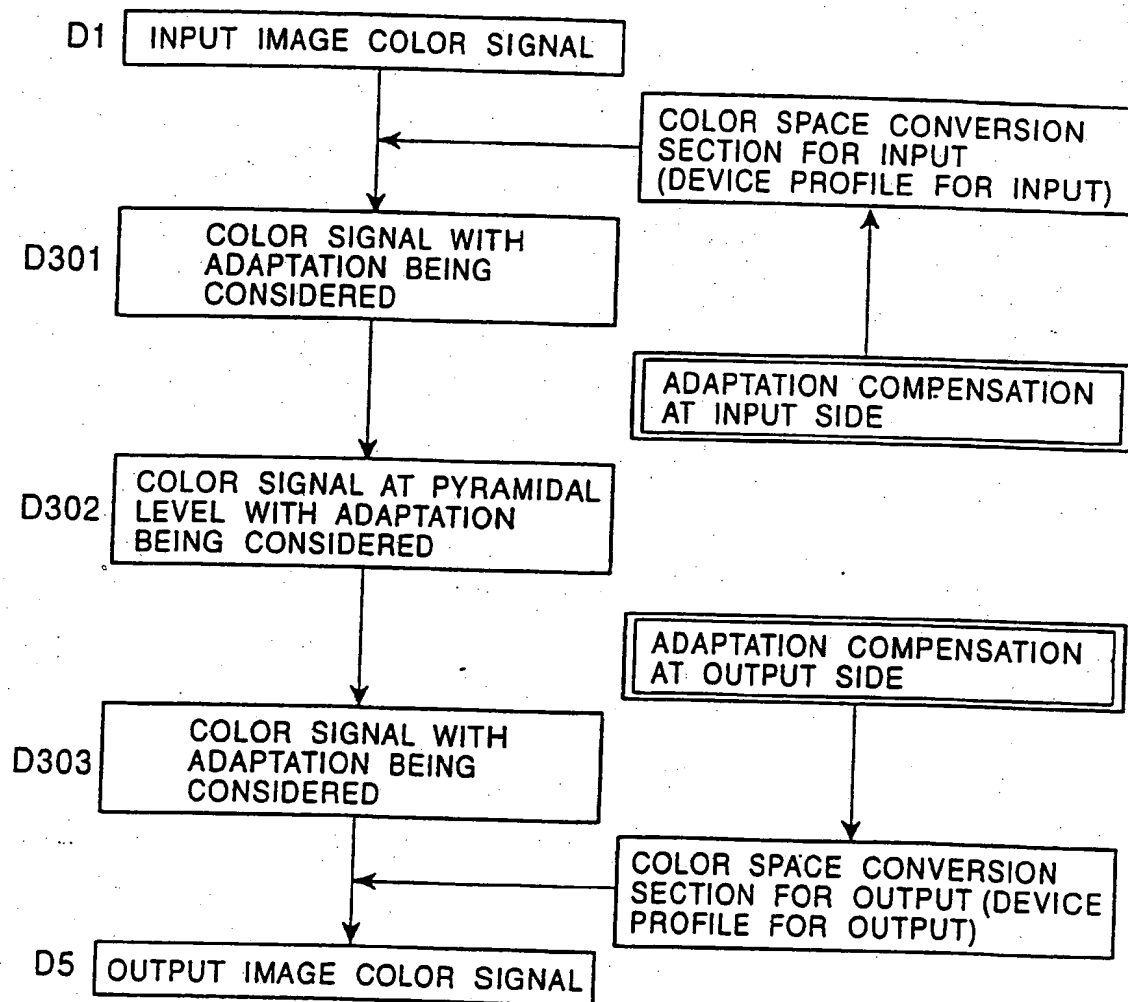 D1 INPUT IMAGE COLOR SIGNAL
COLOR SPACE CONVERSION
SECTION FOR INPUT
(DEVICE PROFILE FOR INPUT)
D301
COLOR SIGNAL WITH
ADAPTATION BEING
CONSIDERED
ADAPTATION COMPENSATION
AT INPUT SIDE
D302
COLOR SIGNAL AT PYRAMIDAL
LEVEL WITH ADAPTATION
BEING CONSIDERED
ADAPTATION COMPENSATION
AT OUTPUT SIDE
D303
COLOR SIGNAL WITH
ADAPTATION BEING
CONSIDERED
COLOR SPACE CONVERSION
SECTION FOR OUTPUT (DEVICE
PROFILE FOR OUTPUT)
D5 OUTPUT IMAGE COLOR SIGNAL